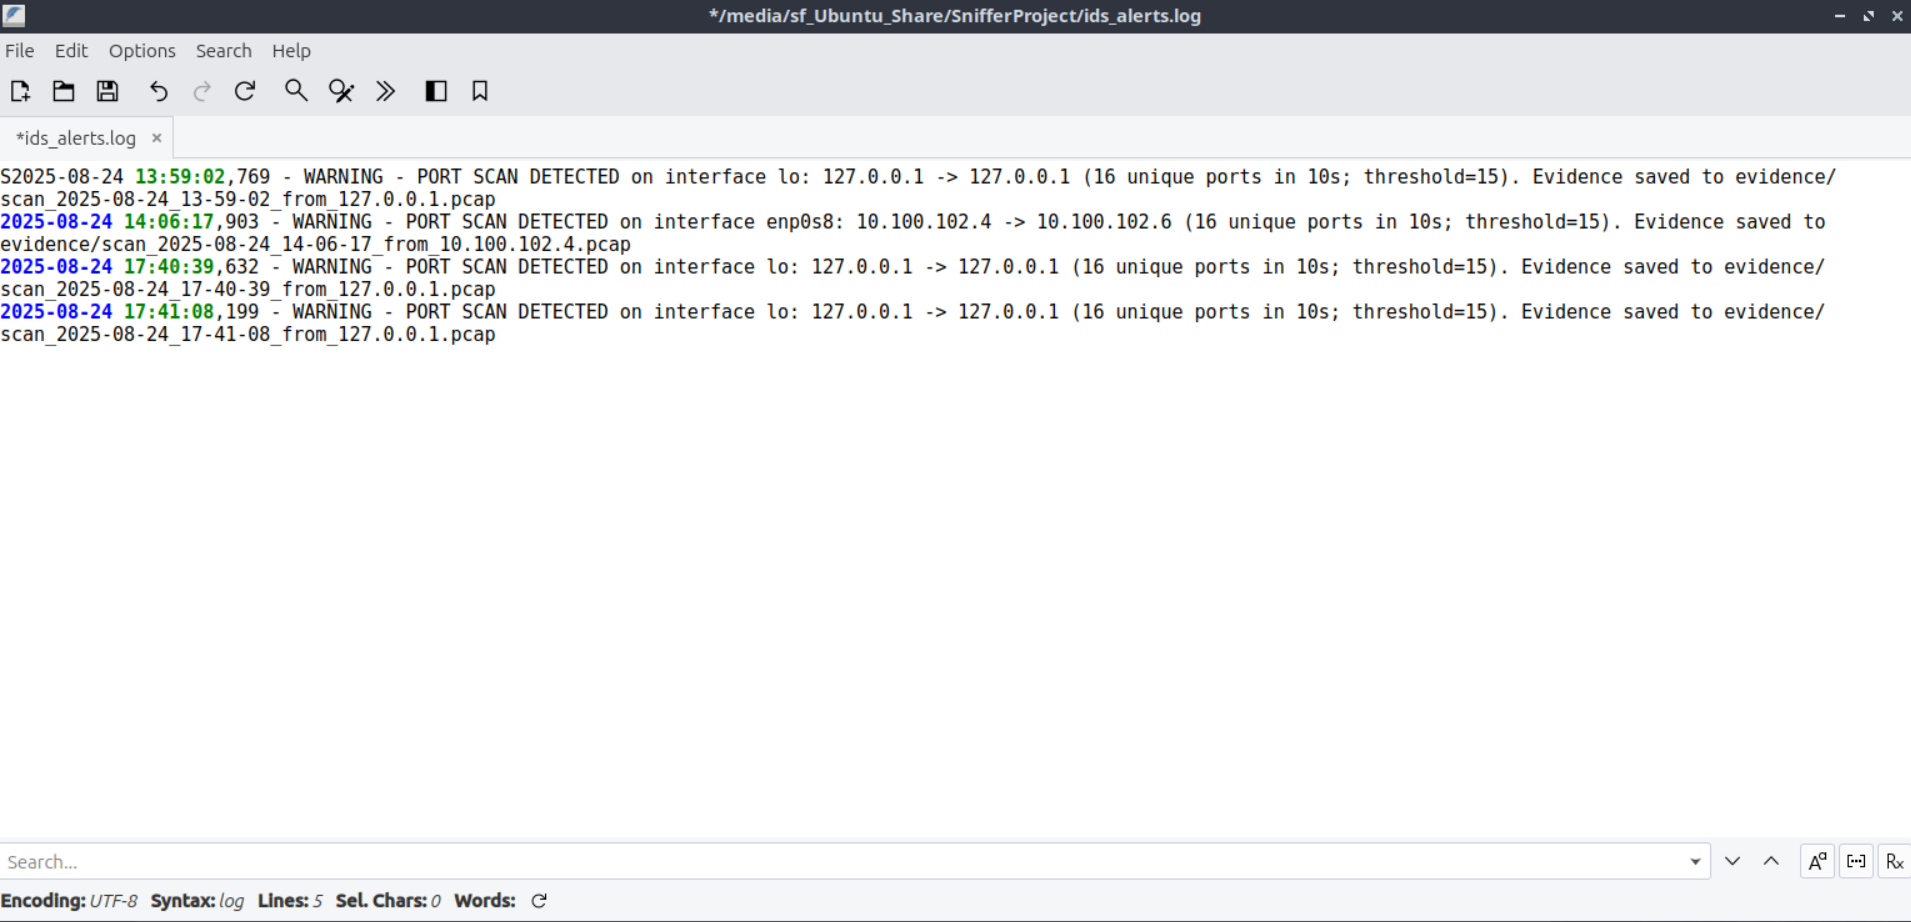 */media/sf_Ubuntu_Share/SnifferProject/ids_alerts.log
File Edit Options Search Help
*ids_alerts.log ×
S2025-08-24 13:59:02,769 - WARNING - PORT SCAN DETECTED on interface lo: 127.0.0.1 -> 127.0.0.1 (16 unique ports in 10s; threshold=15). Evidence saved to evidence/
scan_2025-08-24_13-59-02_from_127.0.0.1.pcap
2025-08-24 14:06:17,903 - WARNING - PORT SCAN DETECTED on interface enp0s8: 10.100.102.4 -> 10.100.102.6 (16 unique ports in 10s; threshold=15). Evidence saved to
evidence/scan_2025-08-24_14-06-17_from_10.100.102.4.pcap
2025-08-24 17:40:39,632 - WARNING - PORT SCAN DETECTED on interface lo: 127.0.0.1 -> 127.0.0.1 (16 unique ports in 10s; threshold=15). Evidence saved to evidence/
scan_2025-08-24_17-40-39_from_127.0.0.1.pcap
2025-08-24 17:41:08,199 - WARNING - PORT SCAN DETECTED on interface lo: 127.0.0.1 -> 127.0.0.1 (16 unique ports in 10s; threshold=15). Evidence saved to evidence/
scan_2025-08-24_17-41-08_from_127.0.0.1.pcap
Search...
Encoding: UTF-8 Syntax: log Lines: 5 Sel. Chars: 0 Words: